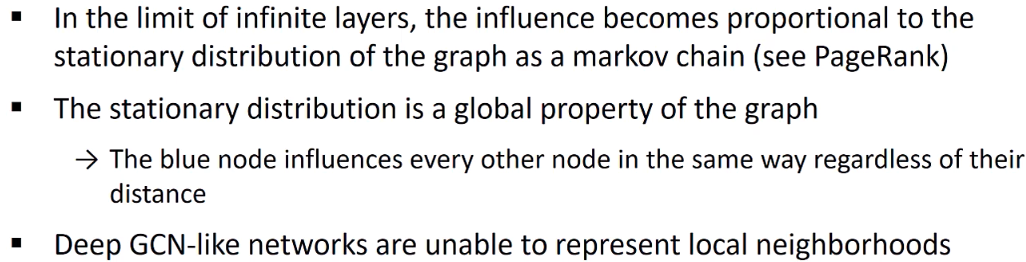 ▪ In the limit of infinite layers, the influence becomes proportional to the
stationary distribution of the graph as a markov chain (see PageRank)
▪ The stationary distribution is a global property of the graph
→ The blue node influences every other node in the same way regardless of their
distance
▪ Deep GCN-like networks are unable to represent local neighborhoods